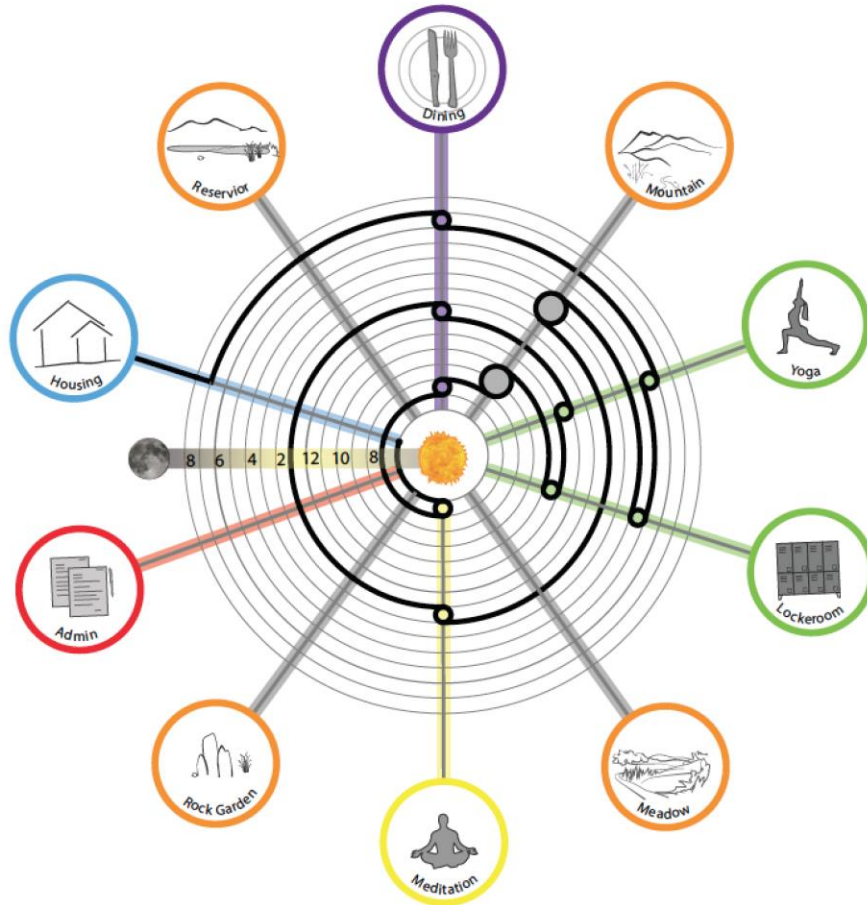 Dining
Reservior
Mountain
Housing
Yoga
8 6 4 2 12 10 8
Admin
Lockeroom
Rock Garden
Meadow
Meditation